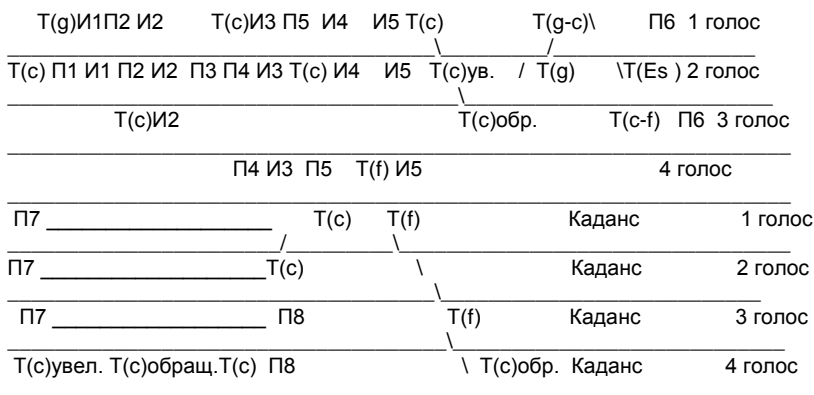 Т(g)И1П2 И2 Т(с)И3 П5 И4 И5 Т(с) Т(g-c)\ П6 1 голос
Т(с) П1 И1 П2 И2 П3 П4 И3 Т(с) И4 И5 Т(с)ув. / Т(g) \Т(Es ) 2 голос
Т(с)И2 Т(с)обр. Т(c-f) П6 3 голос
П4 И3 П5 Т(f) И5 4 голос
П7 Т(с) Т(f) Каданс 1 голос
П7 Т(с) \ Каданс 2 голос
П7 П8 Т(f) Каданс 3 голос
Т(с)увел. Т(с)обращ.Т(с) П8 \ Т(с)обр. Каданс 4 голос